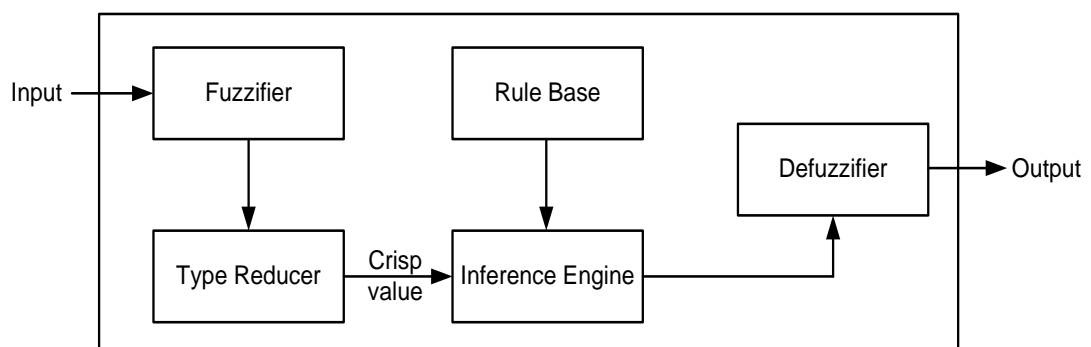 Input
Fuzzifier
Rule Base
Defuzzifier
Output
Type Reducer
Crisp
value
Inference Engine